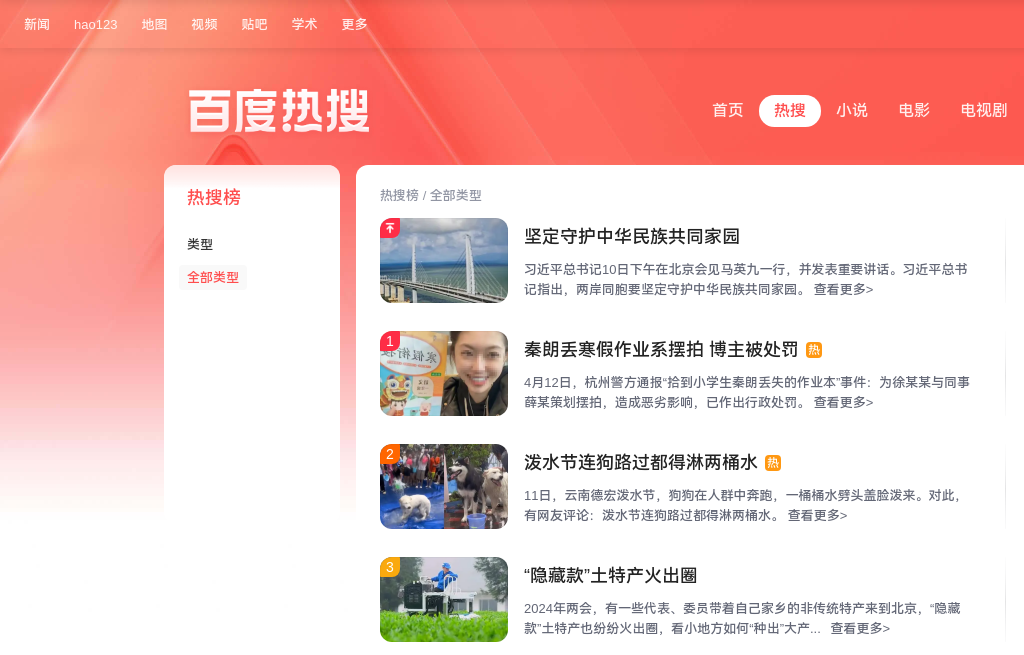 新闻 hao123 地图 视频 贴吧 学术 更多
百度热搜
首页 热搜 小说 电影 电视剧
热搜榜
类型
全部类型
热搜榜 / 全部类型
坚定守护中华民族共同家园
习近平总书记10日下午在北京会见马英九一行，并发表重要讲话。习近平总书
记指出，两岸同胞要坚定守护中华民族共同家园。 查看更多>
1
寒假衔接
秦朗丢寒假作业系摆拍 博主被处罚 热
4月12日，杭州警方通报“拾到小学生秦朗丢失的作业本”事件：为徐某某与同事
薛某策划摆拍，造成恶劣影响，已作出行政处罚。 查看更多>
2
泼水节连狗路过都得淋两桶水 热
11日，云南德宏泼水节，狗狗在人群中奔跑，一桶桶水劈头盖脸泼来。对此，
有网友评论：泼水节连狗路过都得淋两桶水。 查看更多>
3
“隐藏款”土特产火出圈
2024年两会，有一些代表、委员带着自己家乡的非传统特产来到北京，“隐藏
款”土特产也纷纷火出圈，看小地方如何“种出”大产... 查看更多>